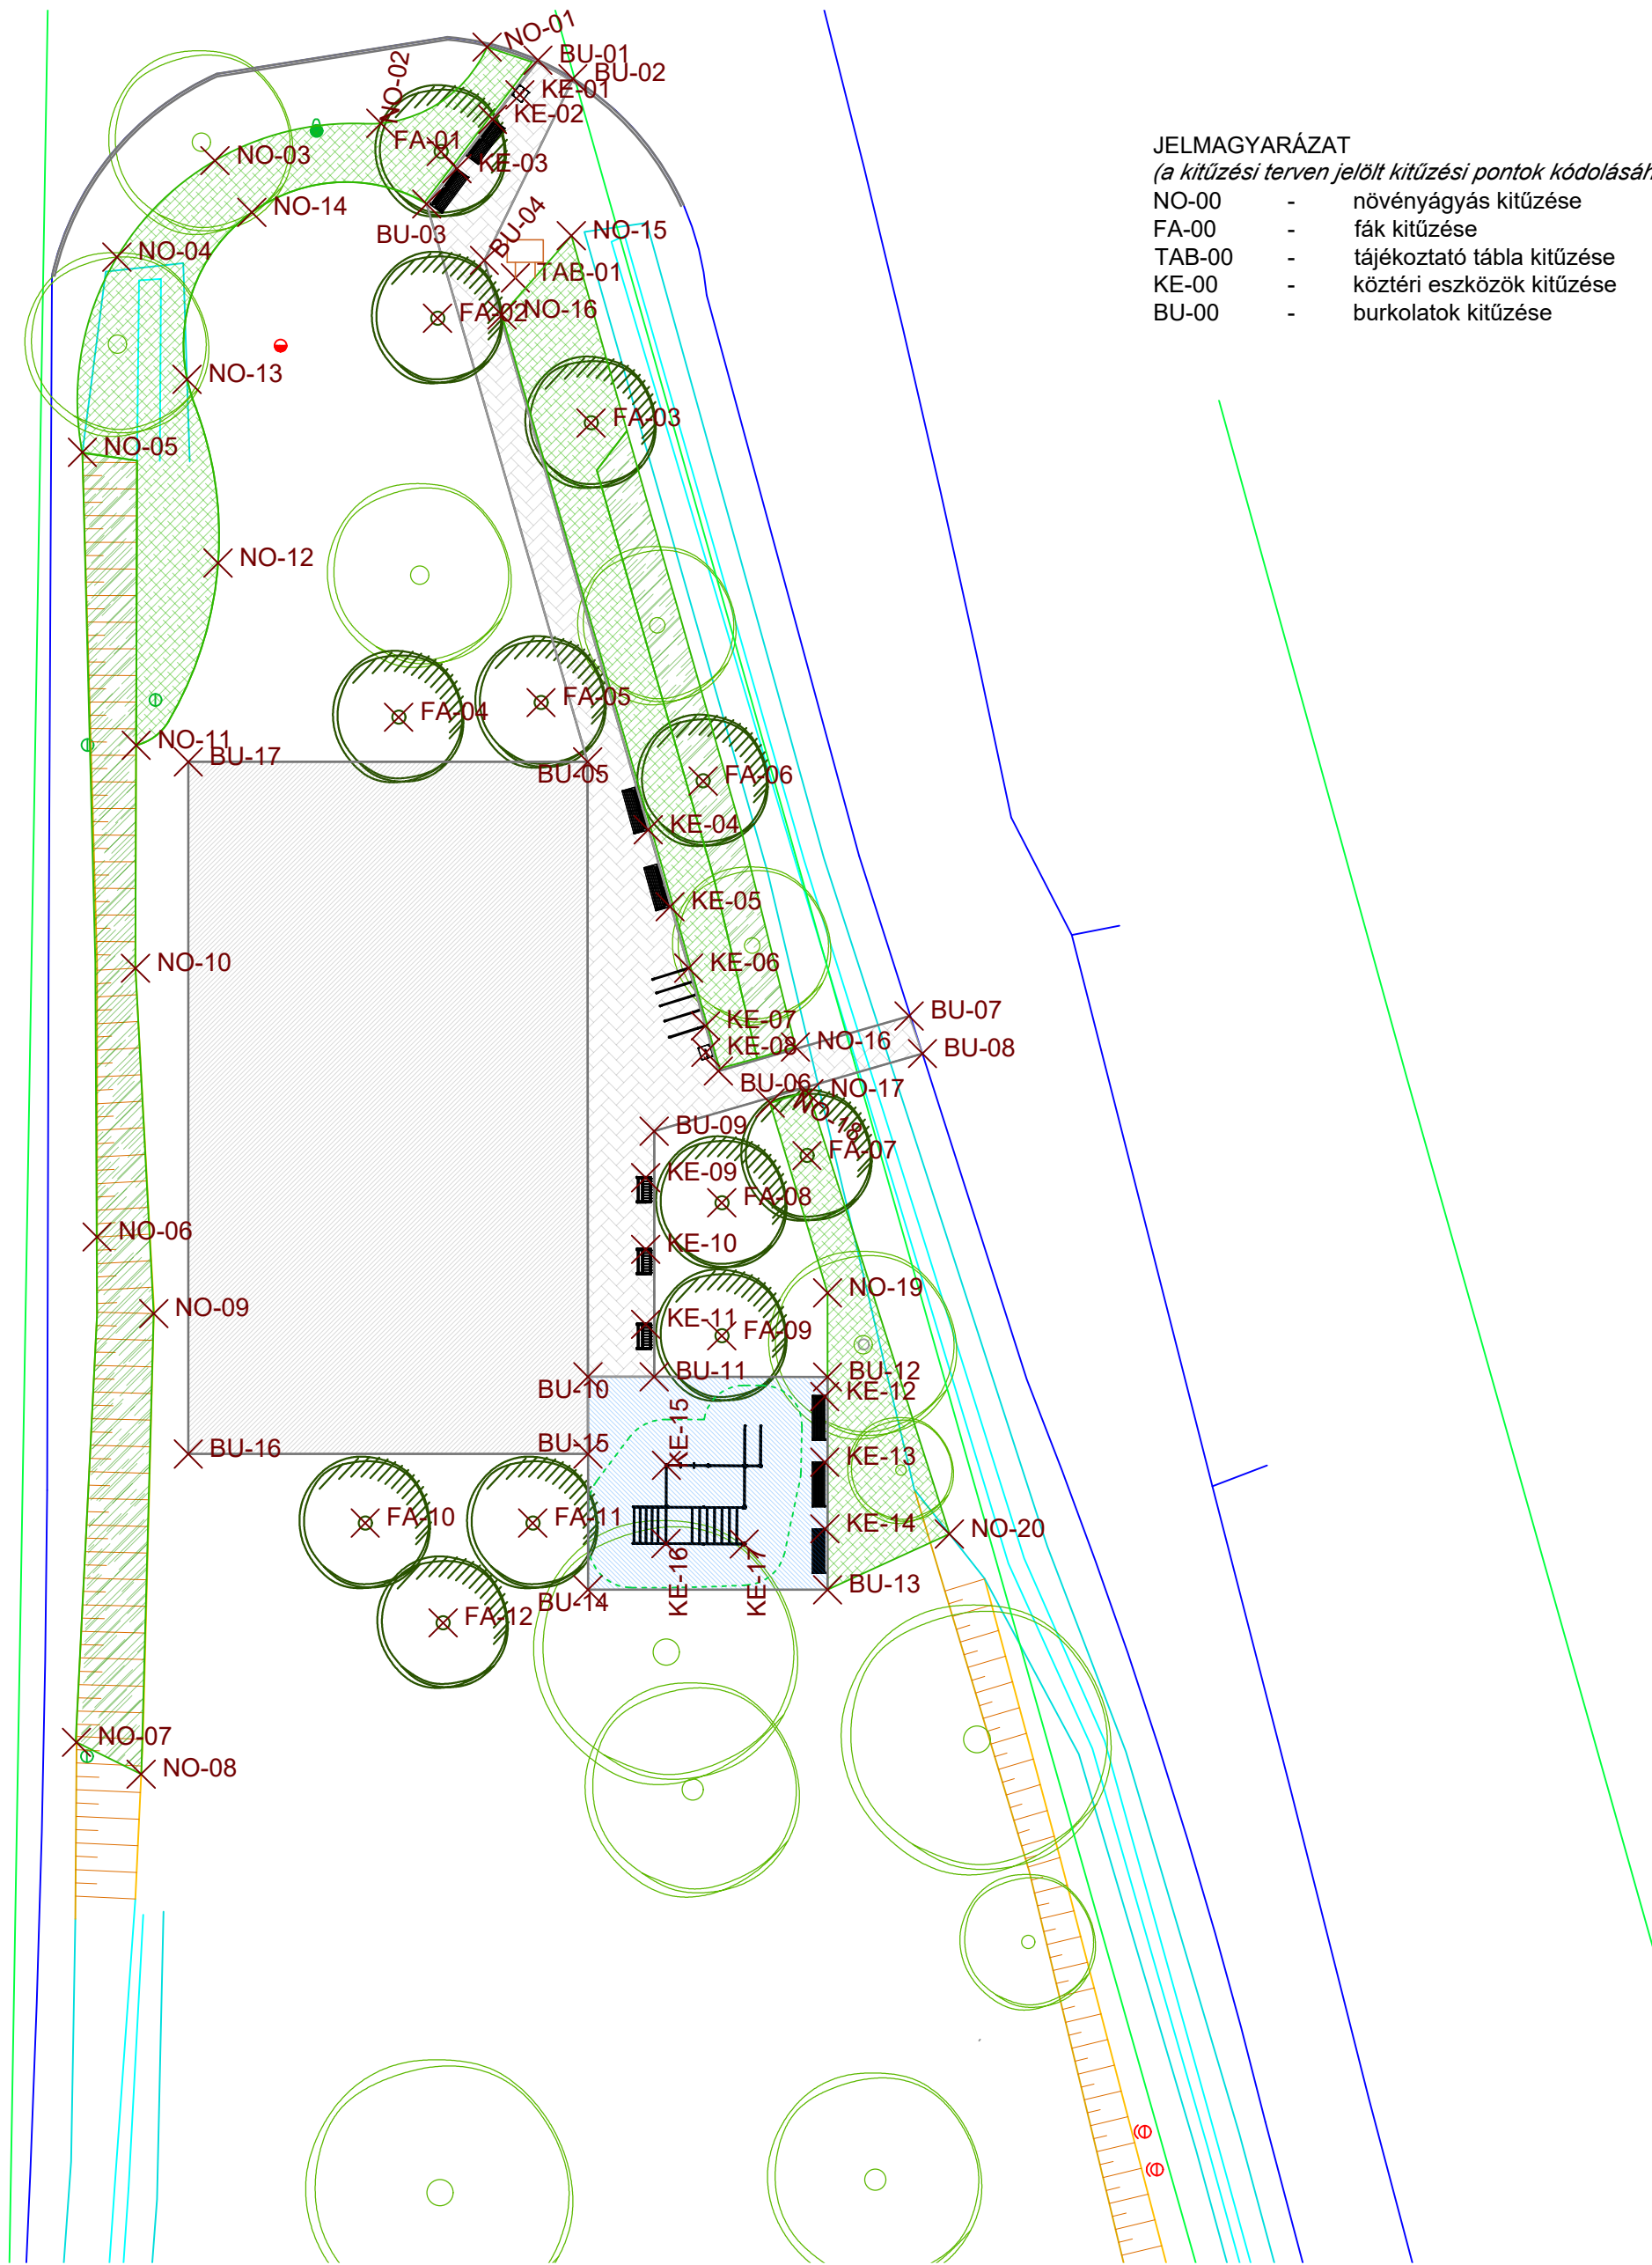 NO-01
BU-01
BU-02
NO-02
KE-01
KE-02
FA-01
KE-03
NO-03
NO-14
BU-03
BU-04
NO-15
NO-04
TAB-01
FA-02
NO-16
NO-13
FA-03
NO-05
NO-12
FA-05
FA-04
NO-11
BU-17
BU-05
FA-06
KE-04
KE-05
NO-10
KE-06
BU-07
KE-07
KE-08
NO-16
BU-08
BU-06
NO-17
NO-18
BU-09
FA-07
KE-09
FA-08
NO-06
KE-10
NO-09
NO-19
KE-11
FA-09
BU-10
BU-11
BU-12
KE-12
KE-15
BU-16
BU-15
KE-13
FA-10
FA-11
KE-14
NO-20
KE-16
KE-17
BU-14
BU-13
FA-12
NO-07
NO-08
JELMAGYARÁZAT
(a kitűzési terven jelölt kitűzési pontok
NO-00 - növényágyás kitűzése
FA-00 - fák kitűzése
TAB-00 - tájékoztató tábla kitűzése
KE-00 - köztéri eszközök kitűzése
BU-00 - burkolatok kitűzése